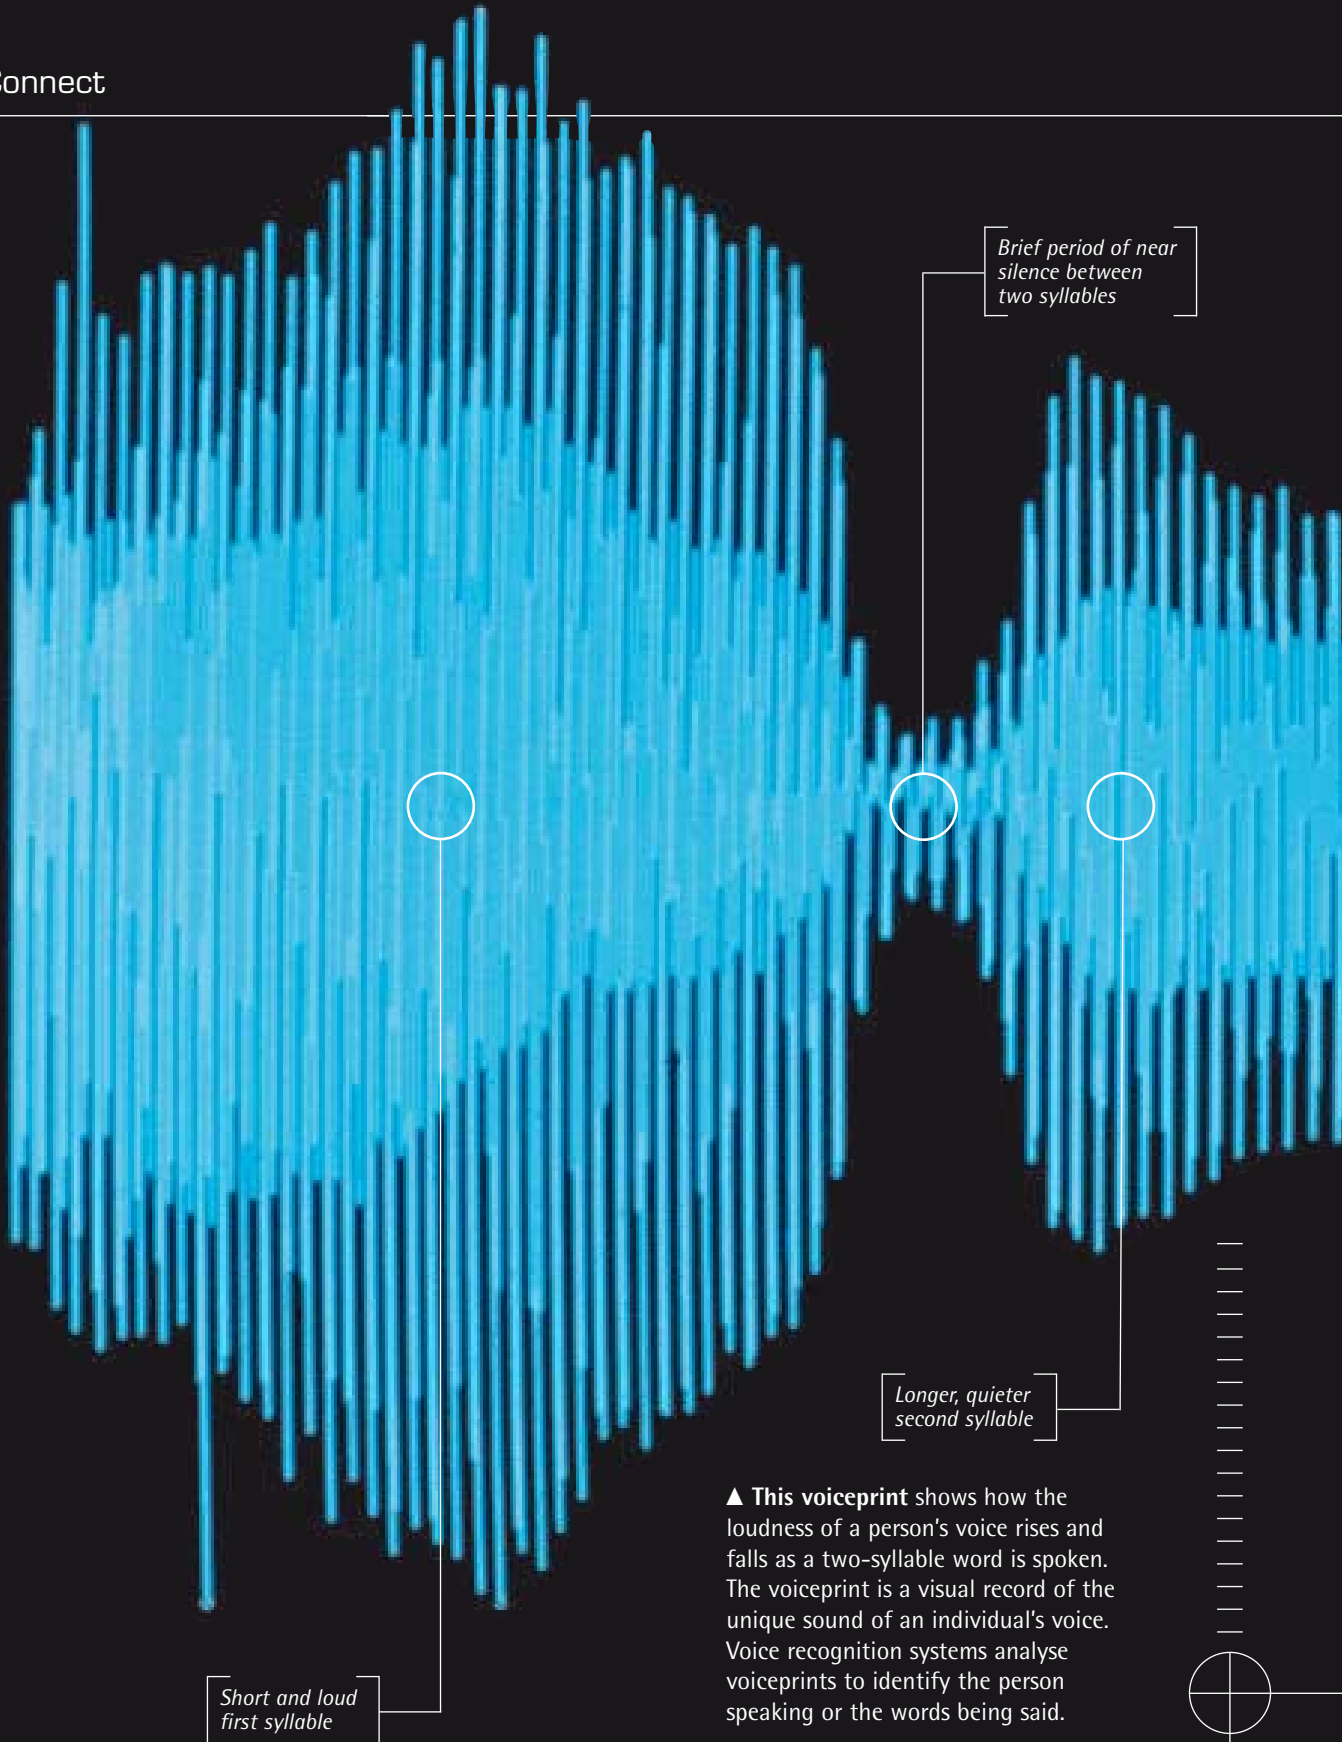 Connect
Brief period of near
silence between
two syllables
Longer, quieter
second syllable
▲ This voiceprint shows how the
loudness of a person's voice rises and
falls as a two-syllable word is spoken.
The voiceprint is a visual record of the
unique sound of an individual's voice.
Voice recognition systems analyse
voiceprints to identify the person
speaking or the words being said.
Short and loud
first syllable